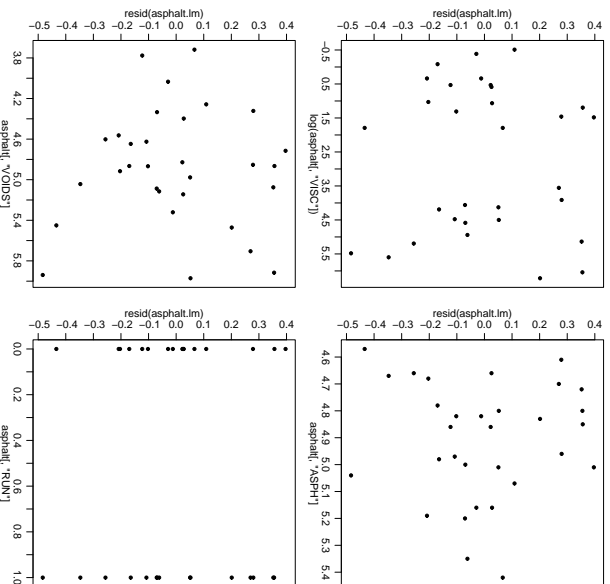 resid(asphalt.lm)
−0.5 −0.4 −0.3 −0.2 −0.1 0.0 0.1 0.2 0.3 0.4
3.8 4.2 4.6 5.0 5.4 5.8
asphalt[, "VOIDS"]
resid(asphalt.lm)
−0.5 −0.4 −0.3 −0.2 −0.1 0.0 0.1 0.2 0.3 0.4
−0.5 0.5 1.5 2.5 3.5 4.5 5.5
log(asphalt[, "VISC"])
resid(asphalt.lm)
−0.5 −0.4 −0.3 −0.2 −0.1 0.0 0.1 0.2 0.3 0.4
0.0 0.2 0.4 0.6 0.8 1.0
asphalt[, "RUN"]
resid(asphalt.lm)
−0.5 −0.4 −0.3 −0.2 −0.1 0.0 0.1 0.2 0.3 0.4
4.6 4.7 4.8 4.9 5.0 5.1 5.2 5.3 5.4
asphalt[, "ASPH"]